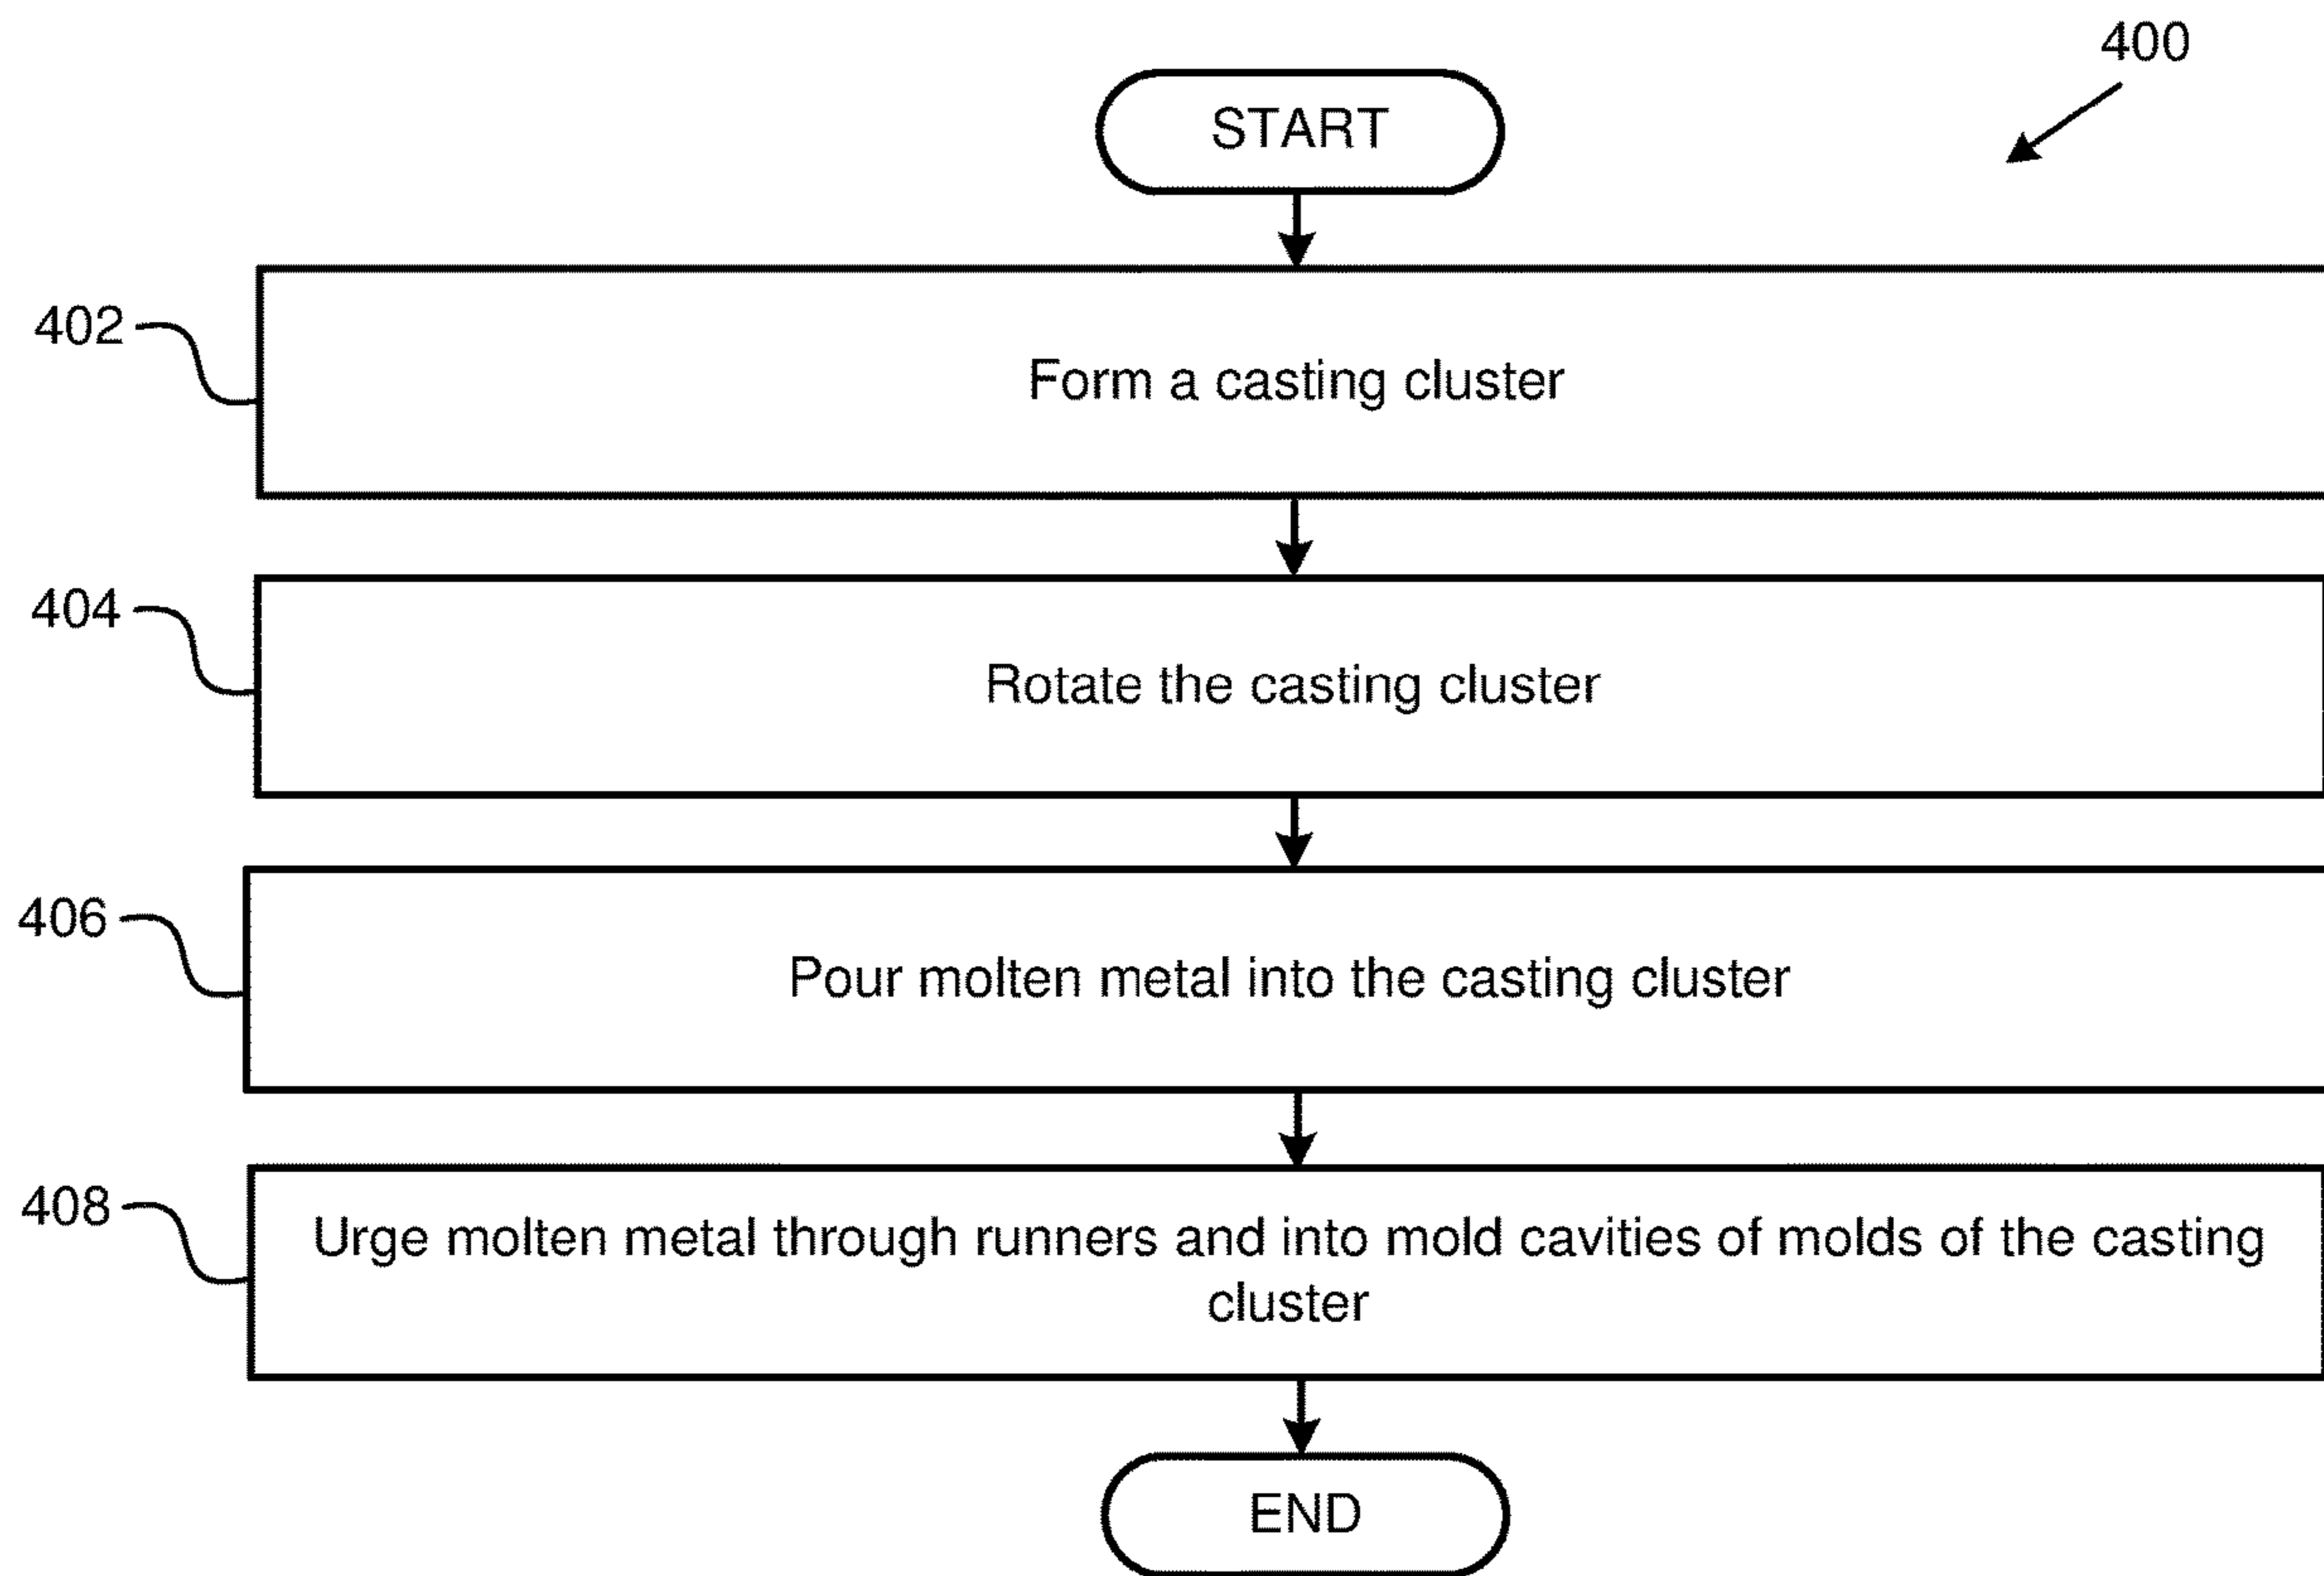 400
START
402
Form a casting cluster
404
Rotate the casting cluster
406
Pour molten metal into the casting cluster
408
Urge molten metal through runners and into mold cavities of molds of the casting
cluster
END